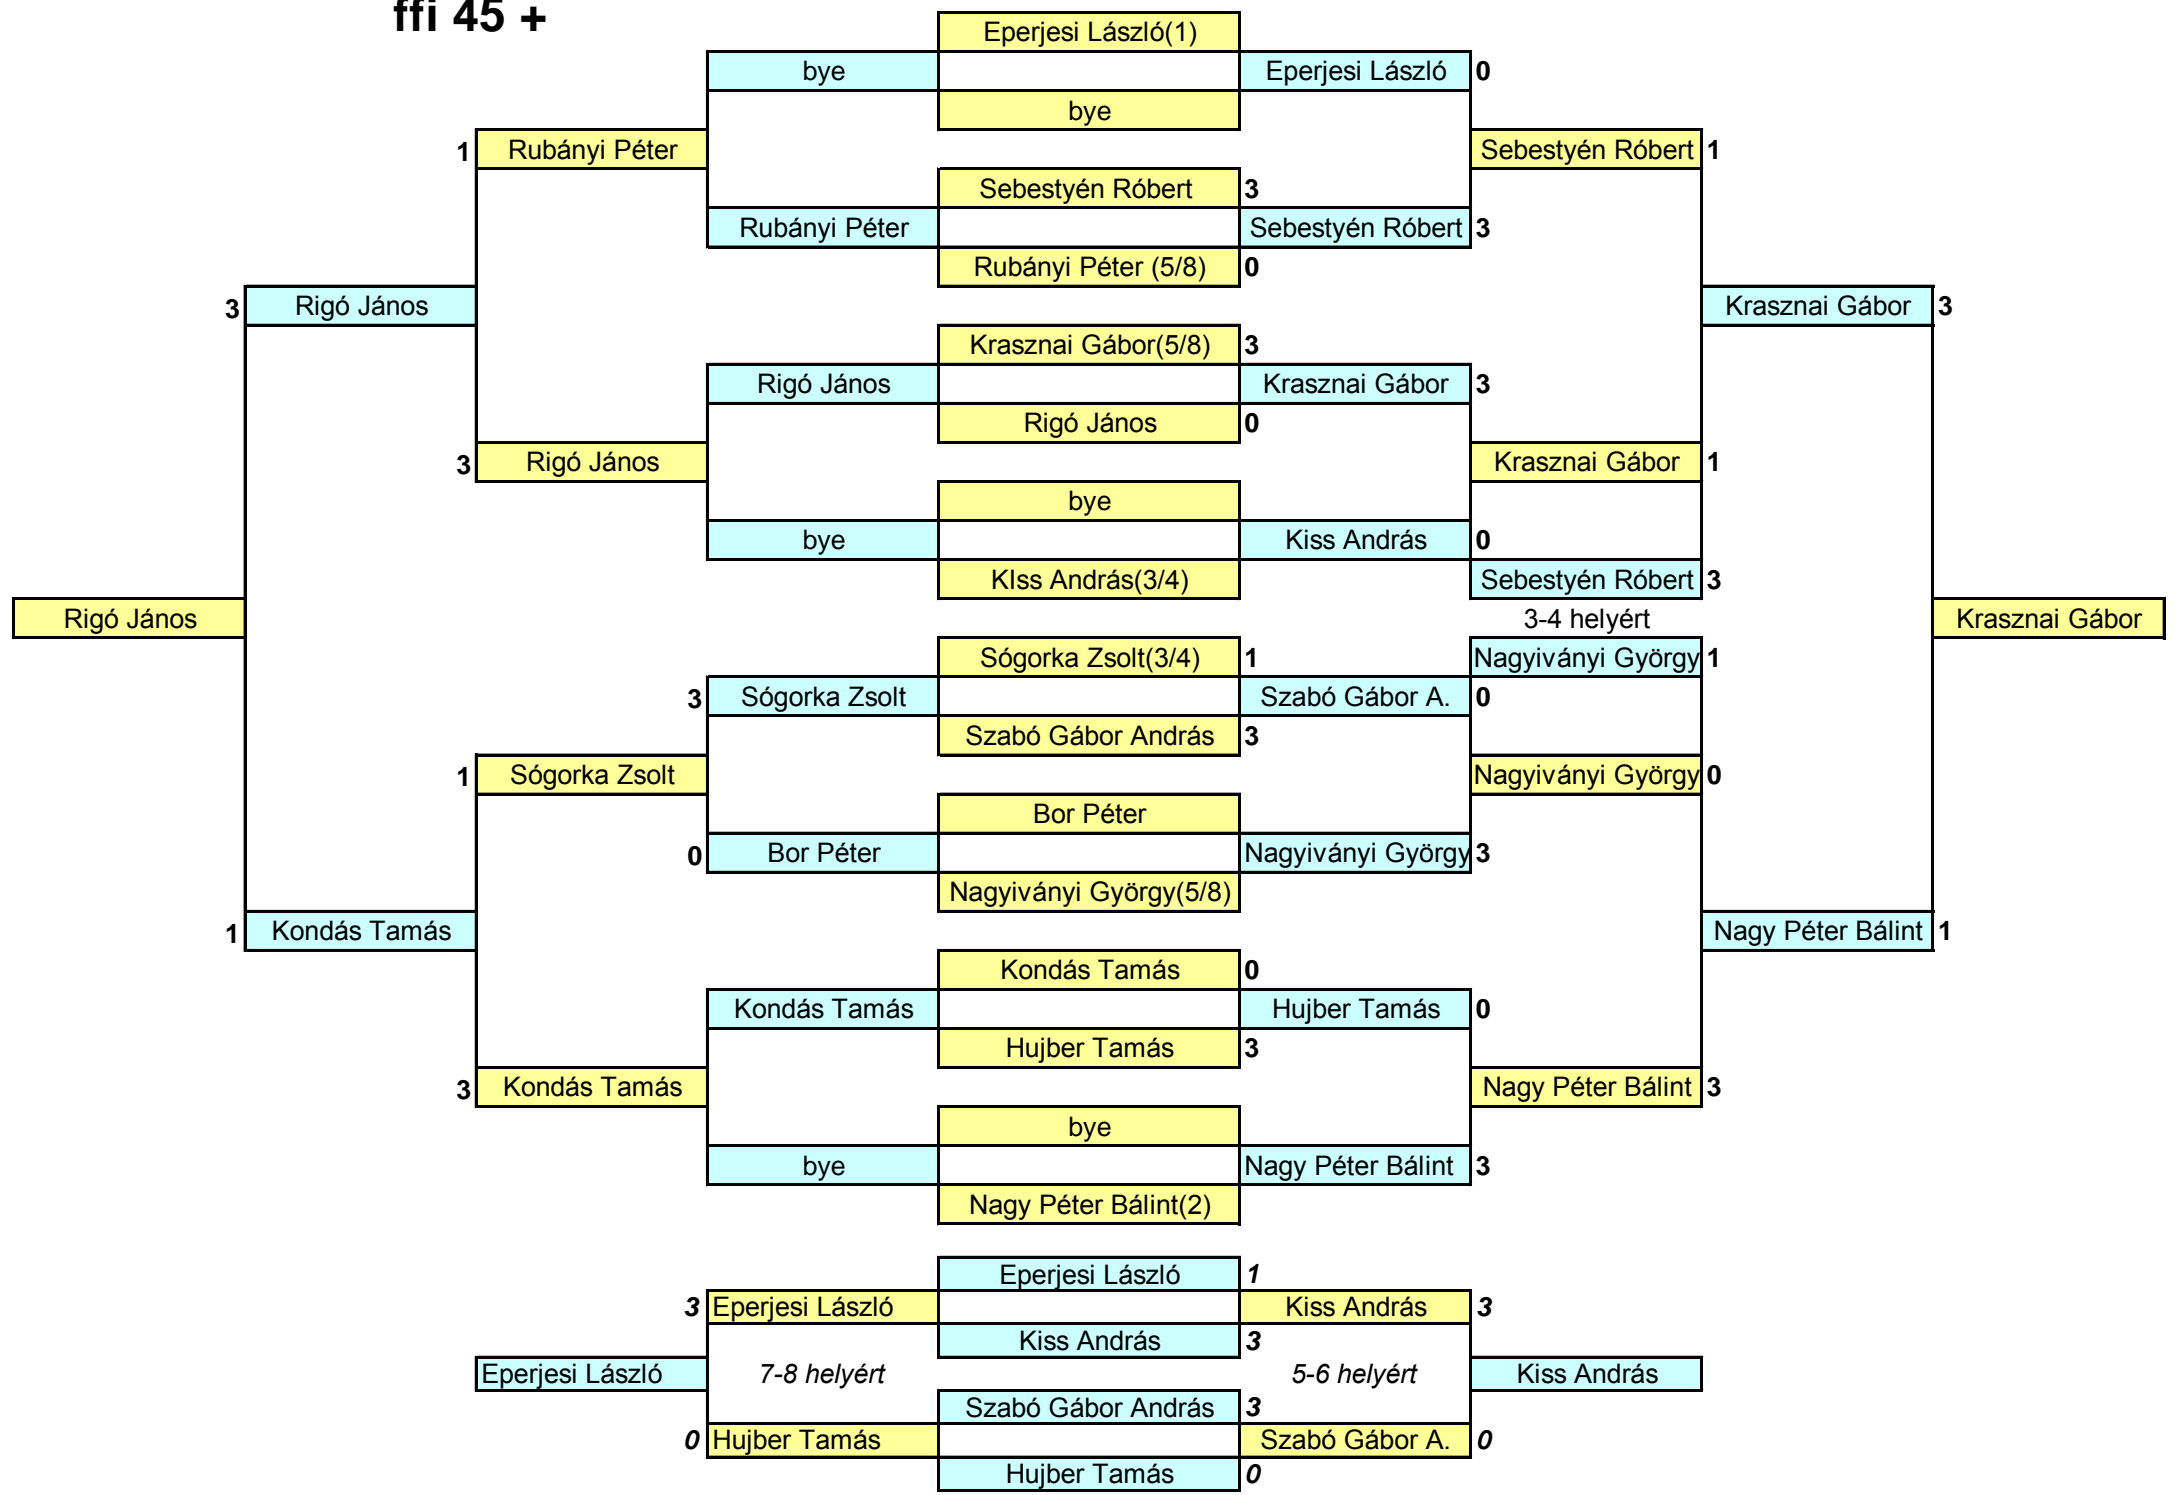 ffi 45 +
Eperjesi László(1)
bye Eperjesi László 0
bye
1 Rubányi Péter Sebestyén Róbert 1
Sebestyén Róbert 3
Rubányi Péter Sebestyén Róbert 3
Rubányi Péter (5/8) 0
3 Rigó János Krasznai Gábor 3
Krasznai Gábor(5/8) 3
Rigó János Krasznai Gábor 3
Rigó János 0
3 Rigó János Krasznai Gábor 1
bye
bye Kiss András 0
KIss András(3/4) Sebestyén Róbert 3
Rigó János 3-4 helyért Krasznai Gábor
Sógorka Zsolt(3/4) 1 Nagyiványi György 1
3 Sógorka Zsolt Szabó Gábor A. 0
Szabó Gábor András 3
1 Sógorka Zsolt Nagyiványi György 0
Bor Péter
0 Bor Péter Nagyiványi György 3
Nagyiványi György(5/8)
1 Kondás Tamás Nagy Péter Bálint 1
Kondás Tamás 0
Kondás Tamás Hujber Tamás 0
Hujber Tamás 3
3 Kondás Tamás Nagy Péter Bálint 3
bye
bye Nagy Péter Bálint 3
Nagy Péter Bálint(2)
Eperjesi László 1
3 Eperjesi László Kiss András 3
Kiss András 3
Eperjesi László 7-8 helyért 5-6 helyért Kiss András
Szabó Gábor András 3
0 Hujber Tamás Szabó Gábor A. 0
Hujber Tamás 0